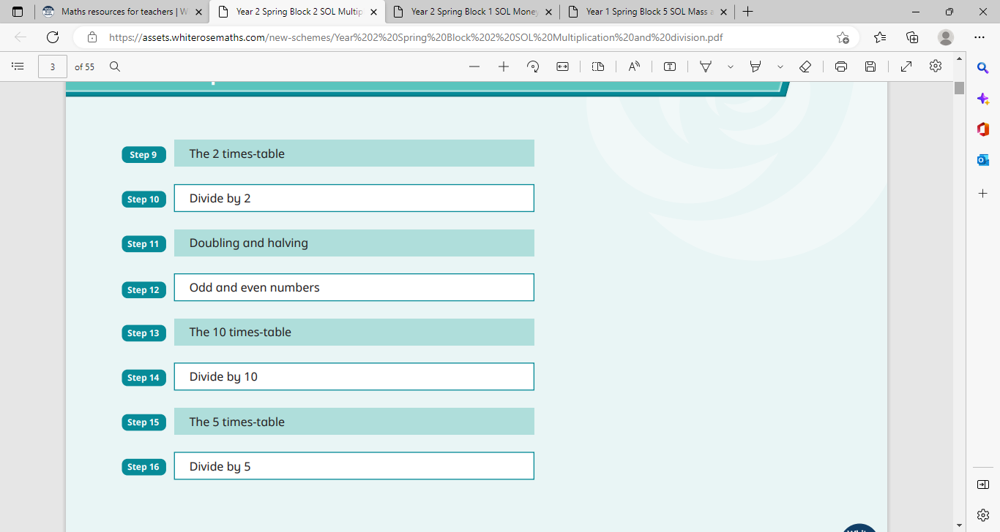 Maths resources for teachers | W
Year 2 Spring Block 2 SOL Multip
Year 2 Spring Block 1 SOL Money
Year 1 Spring Block 5 SOL Mass a
https://assets.whiterosemaths.com/new-schemes/Year%202%20Spring%20Block%202%20SOL%20Multiplication%20and%20division.pdf
3 of 55
Step 9 The 2 times-table
Step 10 Divide by 2
Step 11 Doubling and halving
Step 12 Odd and even numbers
Step 13 The 10 times-table
Step 14 Divide by 10
Step 15 The 5 times-table
Step 16 Divide by 5